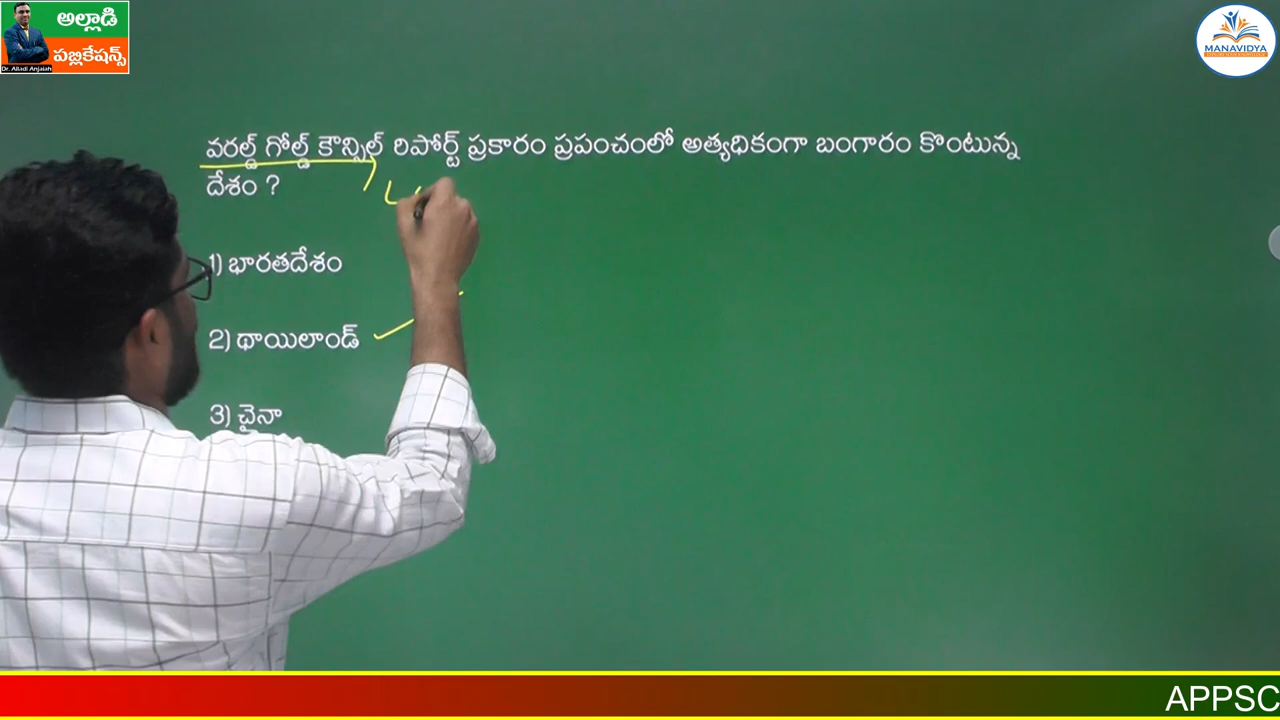 అల్లాడి
పబ్లికేషన్స్
Dr. Alladi Anjaiah
MANAVIDYA
వరల్డ్ గోల్డ్ కౌన్సిల్ రిపోర్ట్ ప్రకారం ప్రపంచంలో అత్యధికంగా బంగారం కొంటున్న
దేశం ?
1) భారతదేశం
2) థాయిలాండ్
3) చైనా
APPSC